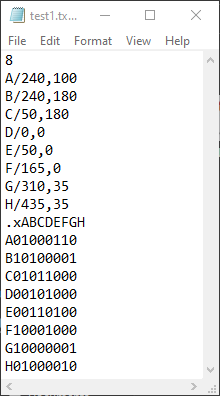 test1.tx...
File Edit Format View Help
8
A/240,100
B/240,180
C/50,180
D/0,0
E/50,0
F/165,0
G/310,35
H/435,35
.xABCDEFGH
A01000110
B10100001
C01011000
D00101000
E00110100
F10001000
G10000001
H01000010